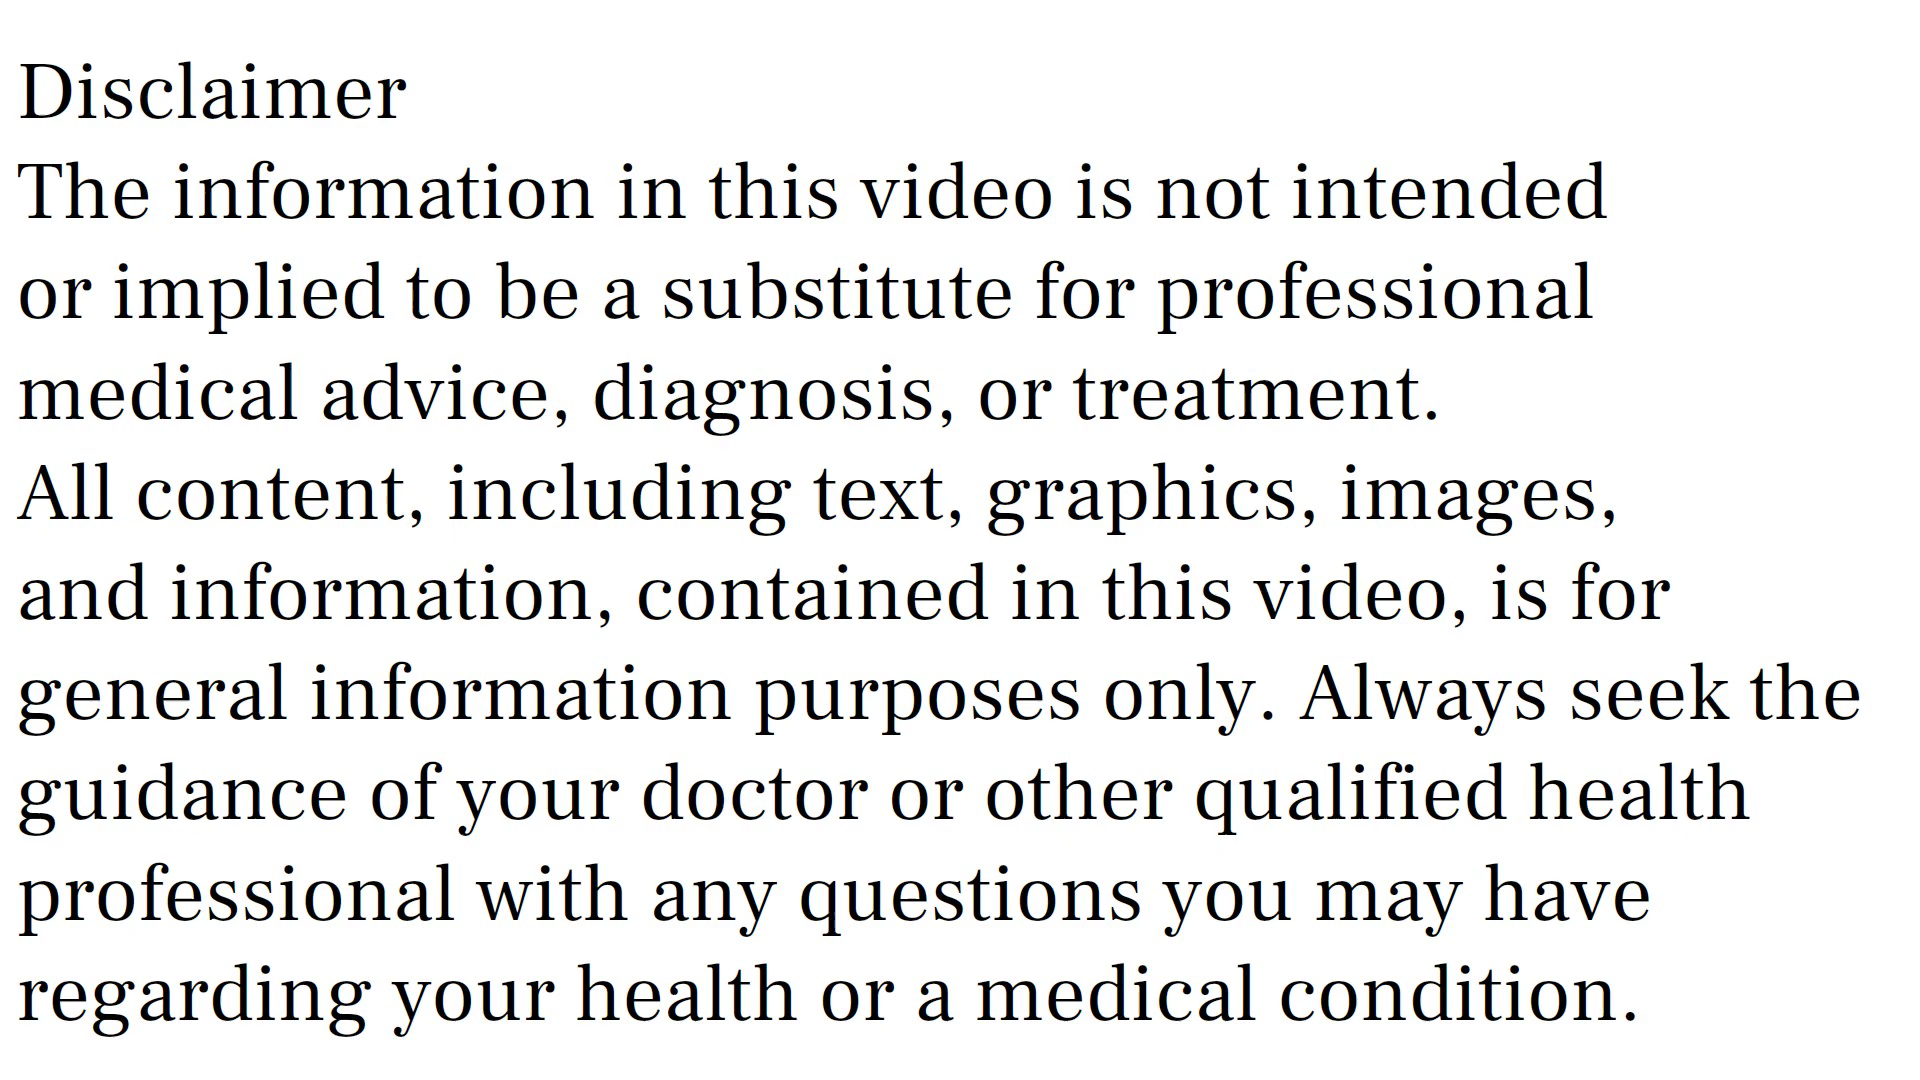 Disclaimer
The information in this video is not intended
or implied to be a substitute for professional
medical advice, diagnosis, or treatment.
All content, including text, graphics, images,
and information, contained in this video, is for
general information purposes only. Always seek the
guidance of your doctor or other qualified health
professional with any questions you may have
regarding your health or a medical condition.